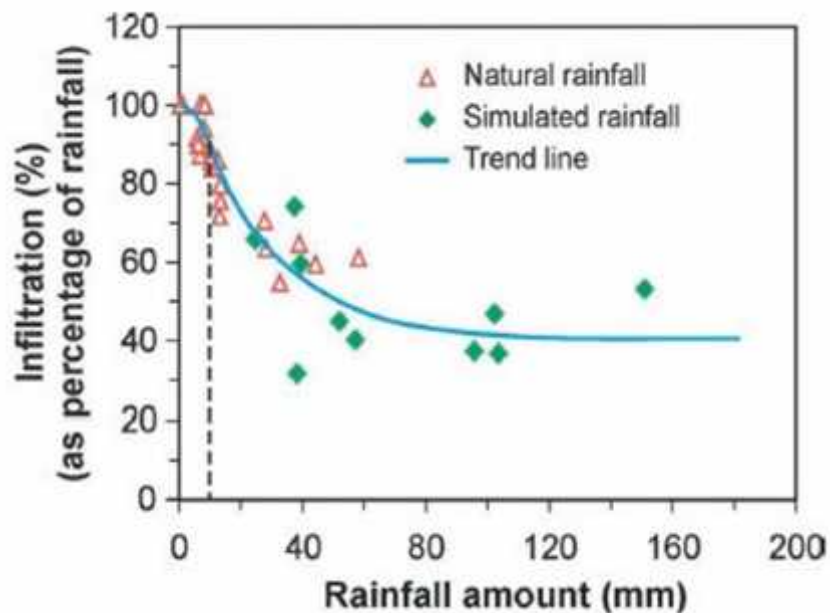 120
100
80
60
40
20
0
Infiltration (%)
(as percentage of rainfall)
Natural rainfall
Simulated rainfall
Trend line
0 40 80 120 160 200
Rainfall amount (mm)